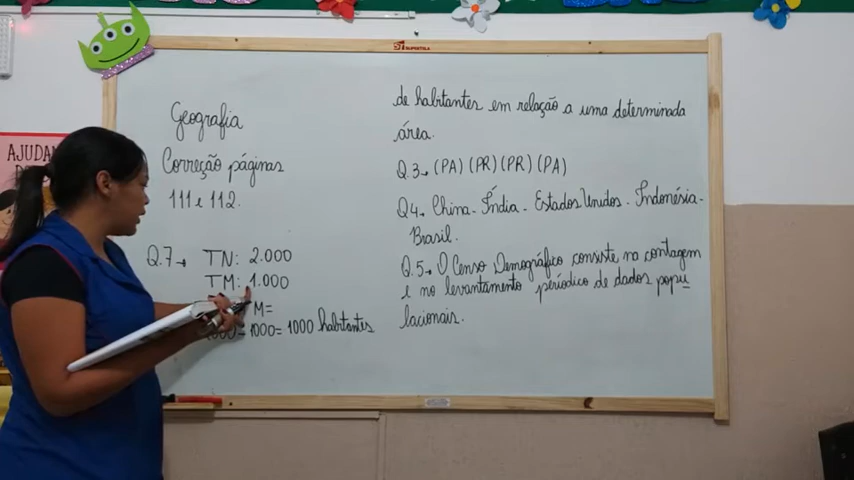 Geografia
Correção páginas
111 e 112.
Q.7→ TN: 2.000
TM: 1.000
M=
1000= 1000 habitantes
de habitantes em relação a uma determinada
área.
Q.3→ (PA) (PR) (PR) (PA)
Q4→ China. Índia. Estados Unidos. Indonésia.
Brasil.
Q.5→ O Censo Demográfico consiste na contagem
e no levantamento periódico de dados popu
lacionais.
AJUDAN